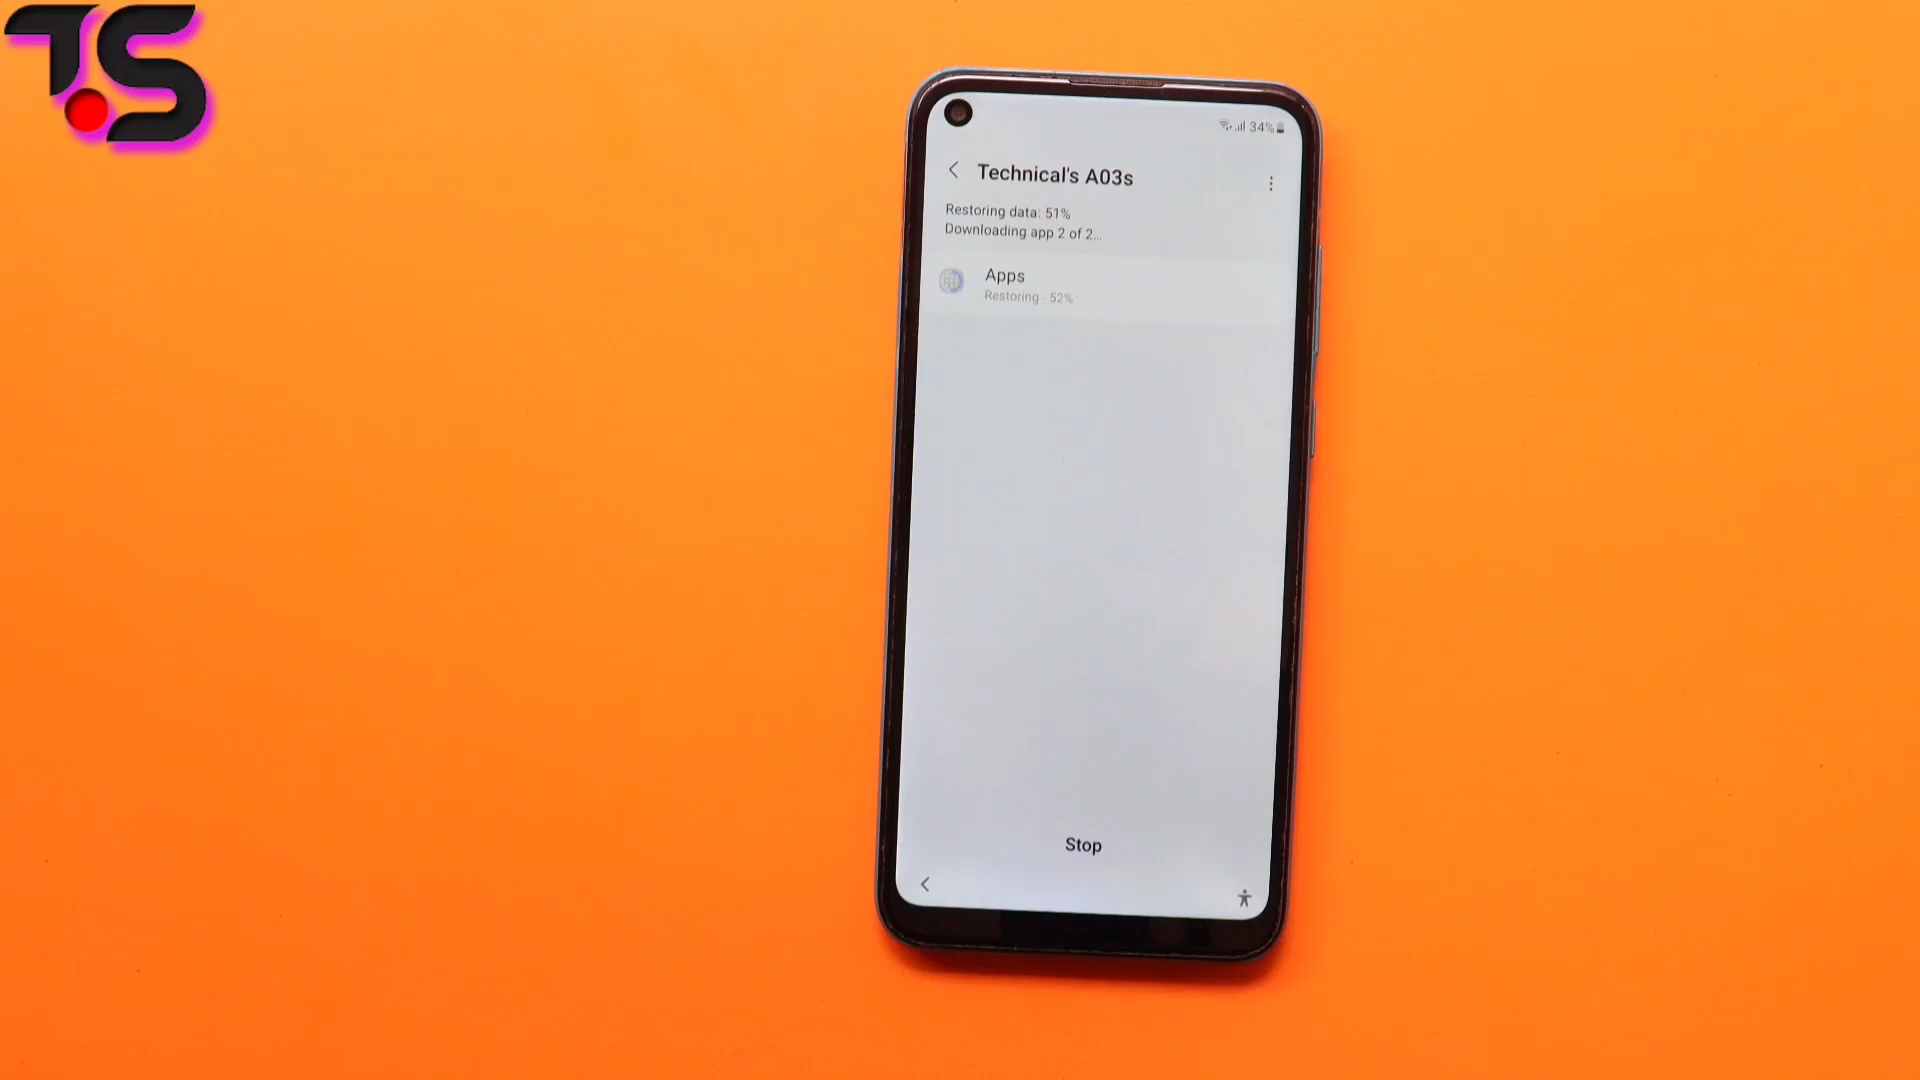 TS
34%
Technical's A03s
Restoring data: 51%
Downloading app 2 of 2...
Apps
Restoring - 52%
Stop